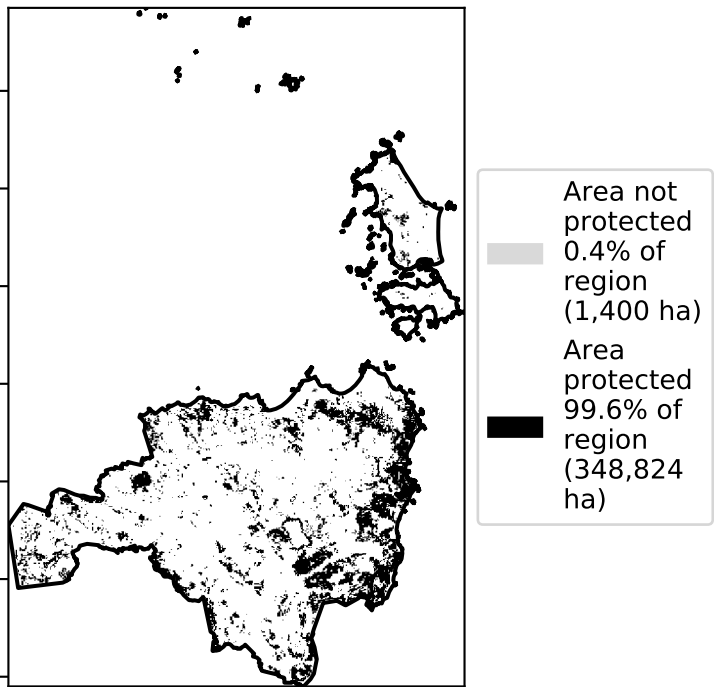 Area not
protected
0.4% of
region
(1,400 ha)
Area
protected
99.6% of
region
(348,824
ha)